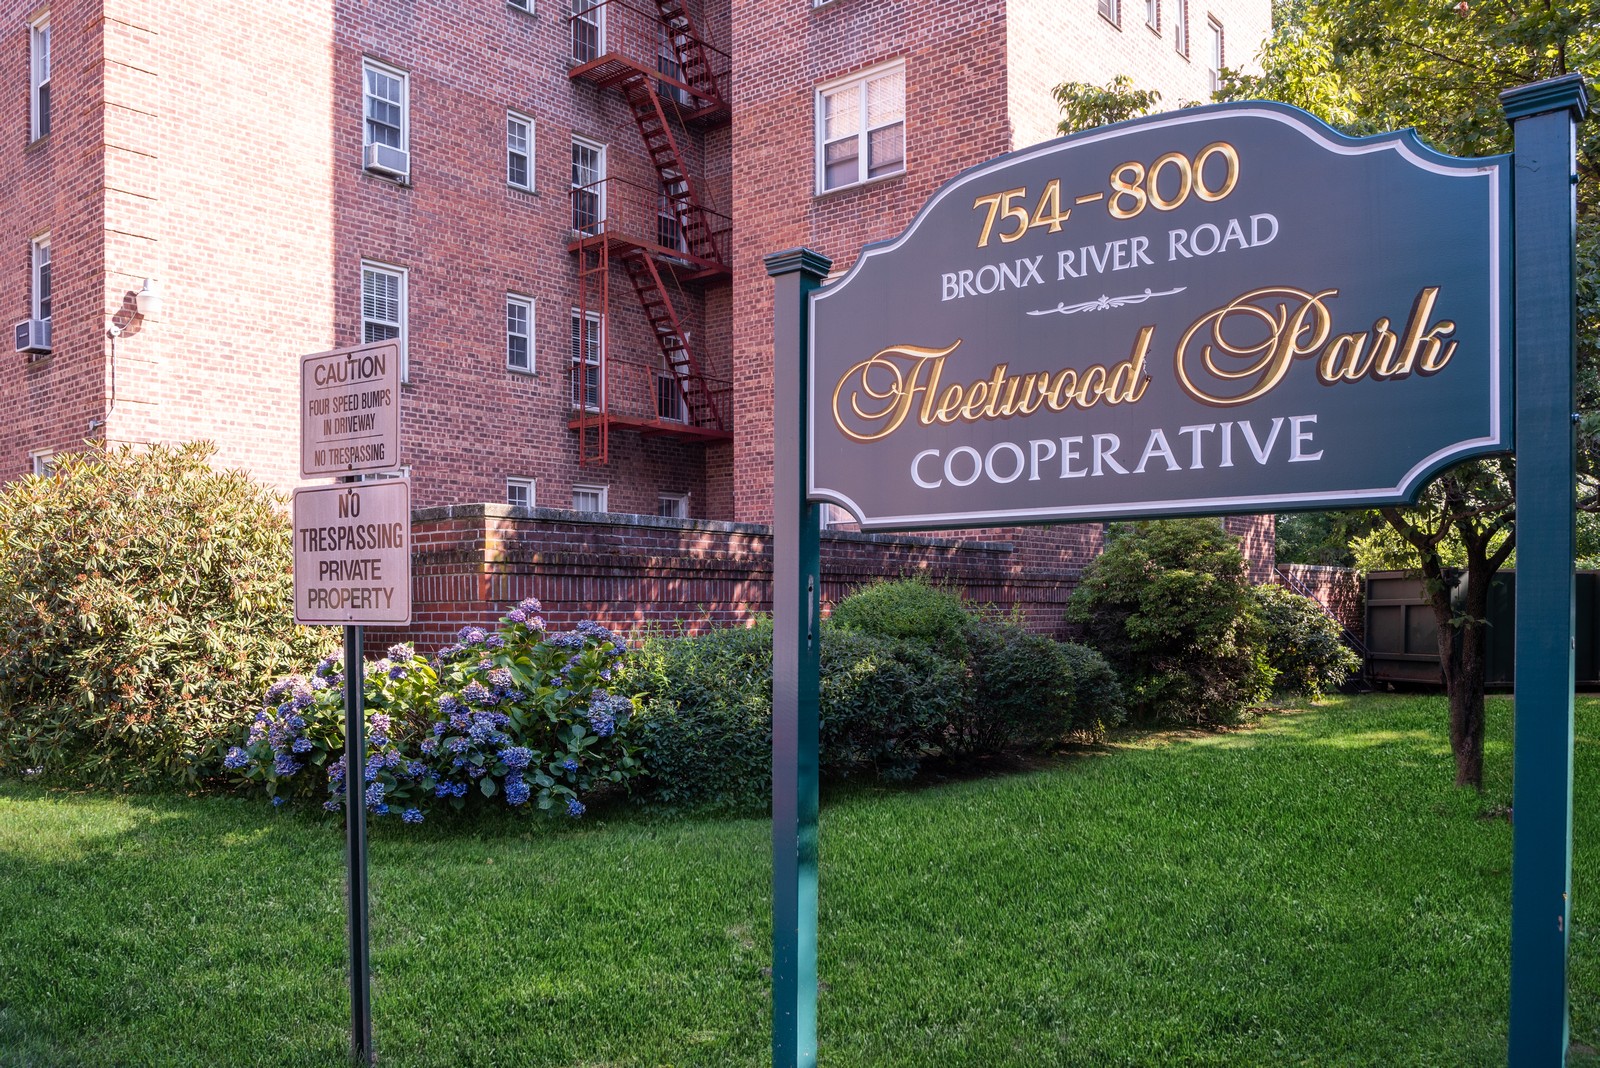 CAUTION
FOUR SPEED BUMPS
IN DRIVEWAY
NO TRESPASSING
NO
TRESPASSING
PRIVATE
PROPERTY
754-800
BRONX RIVER ROAD
Fleetwood Park
COOPERATIVE